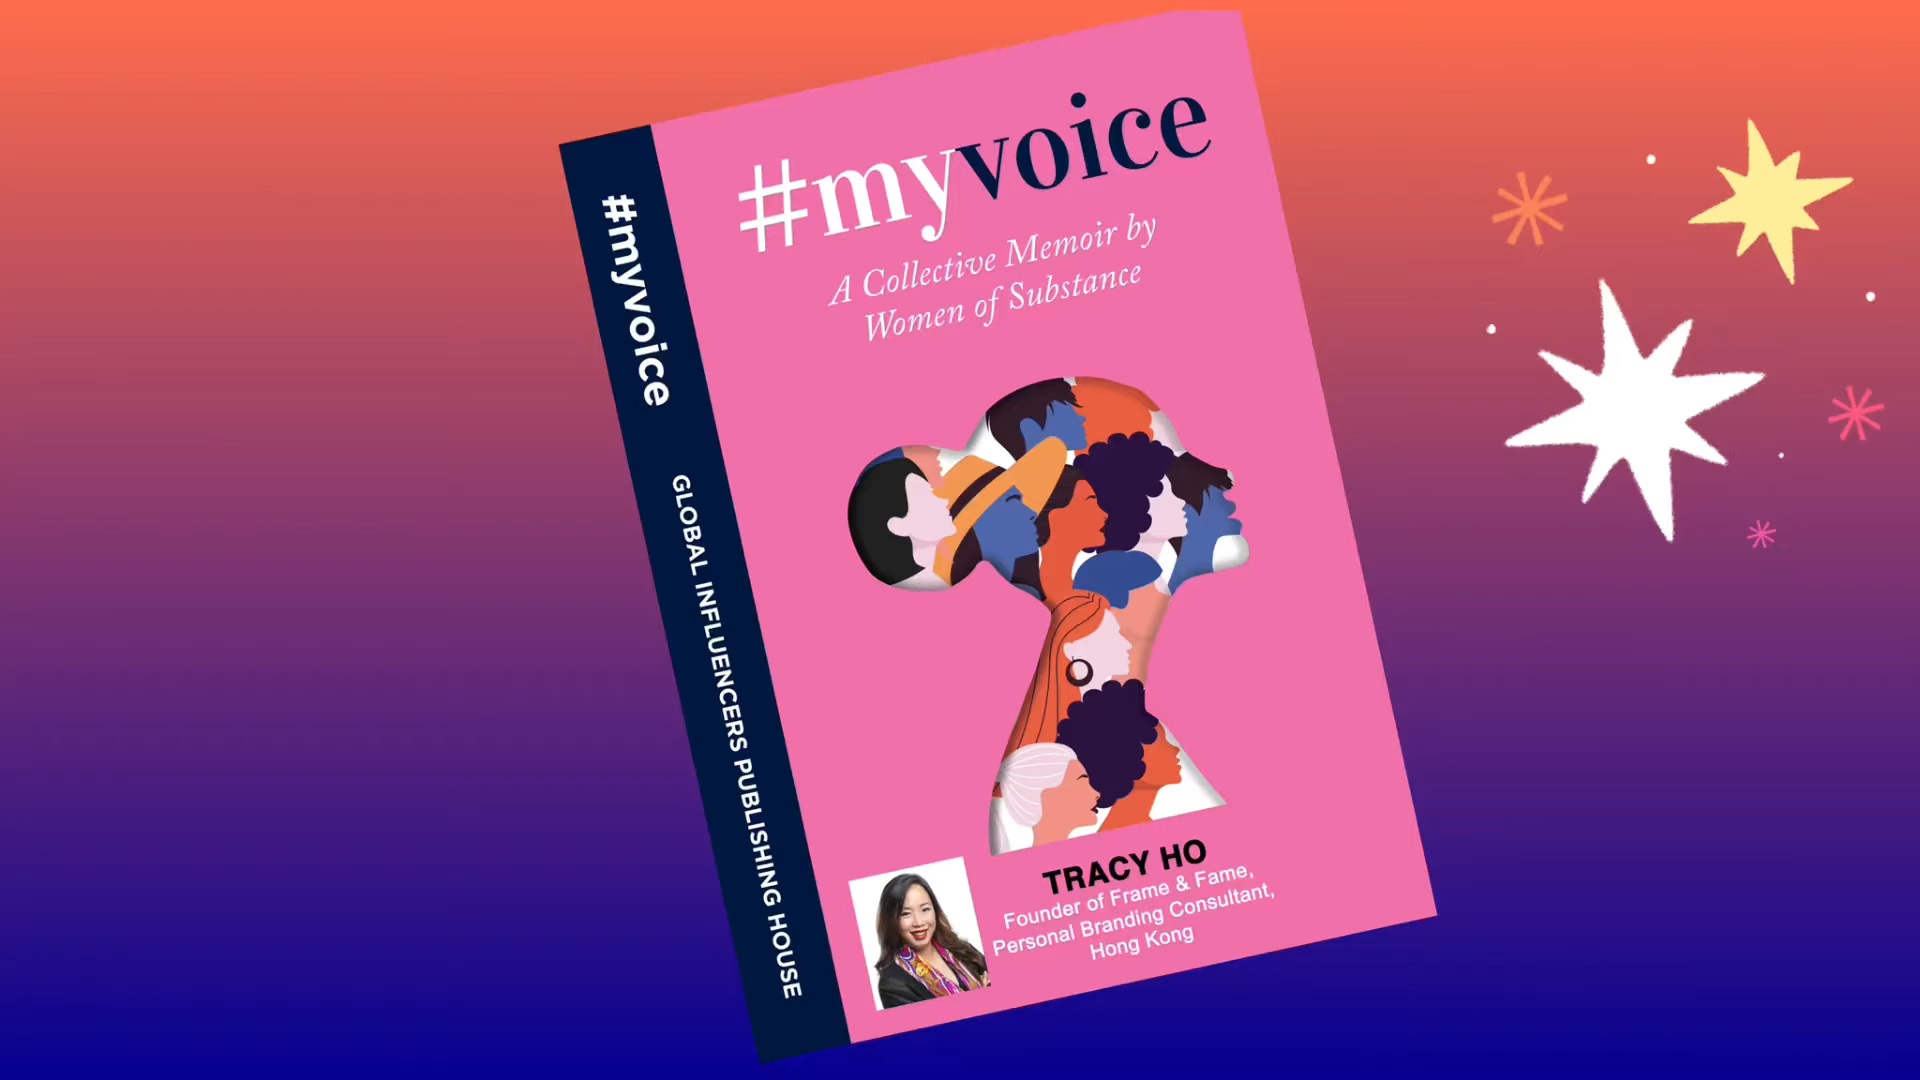 #myvoice
GLOBAL INFLUENCERS PUBLISHING HOUSE
#myvoice
A Collective Memoir by
Women of Substance
TRACY HO
Founder of Frame & Fame,
Personal Branding Consultant,
Hong Kong